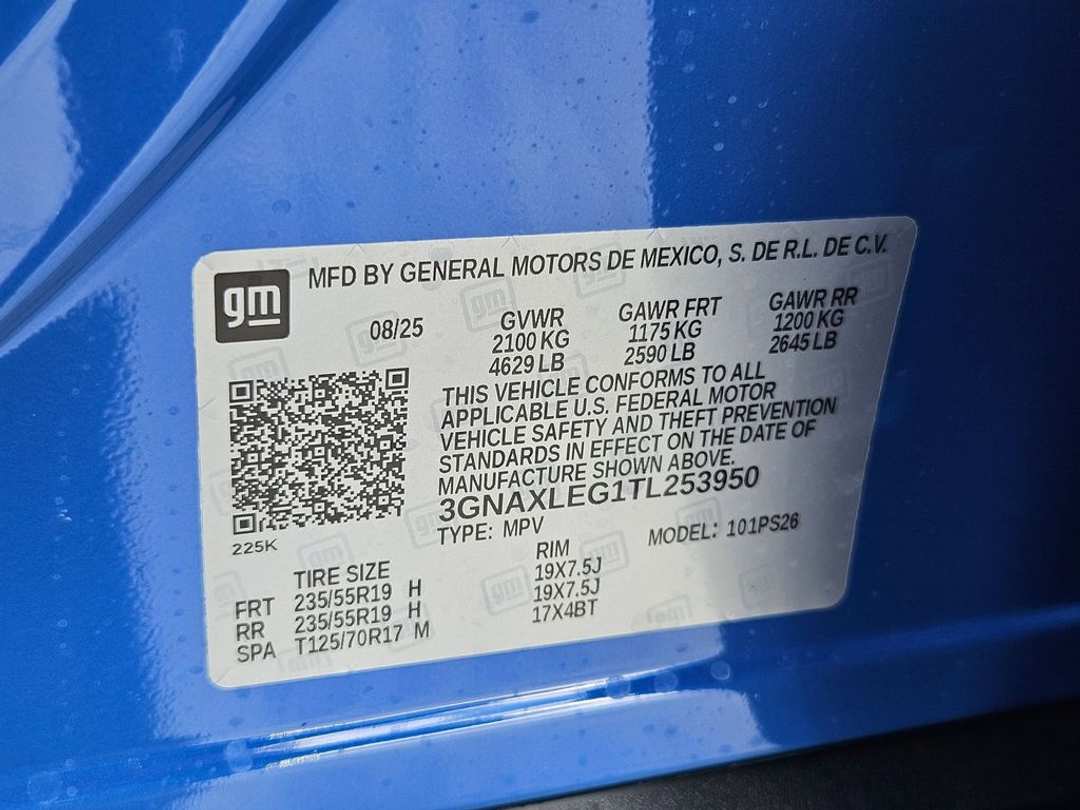 gm
MFD BY GENERAL MOTORS DE MEXICO, S. DE R.L. DE C.V.
08/25
GVWR
2100 KG
4629 LB
GAWR FRT
1175 KG
2590 LB
GAWR RR
1200 KG
2645 LB
THIS VEHICLE CONFORMS TO ALL
APPLICABLE U.S. FEDERAL MOTOR
VEHICLE SAFETY AND THEFT PREVENTION
STANDARDS IN EFFECT ON THE DATE OF
MANUFACTURE SHOWN ABOVE.
3GNAXLEG1TL253950
TYPE: MPV MODEL: 101PS26
225K
TIRE SIZE RIM
FRT 235/55R19 H 19X7.5J
RR 235/55R19 H 19X7.5J
SPA T125/70R17 M 17X4BT